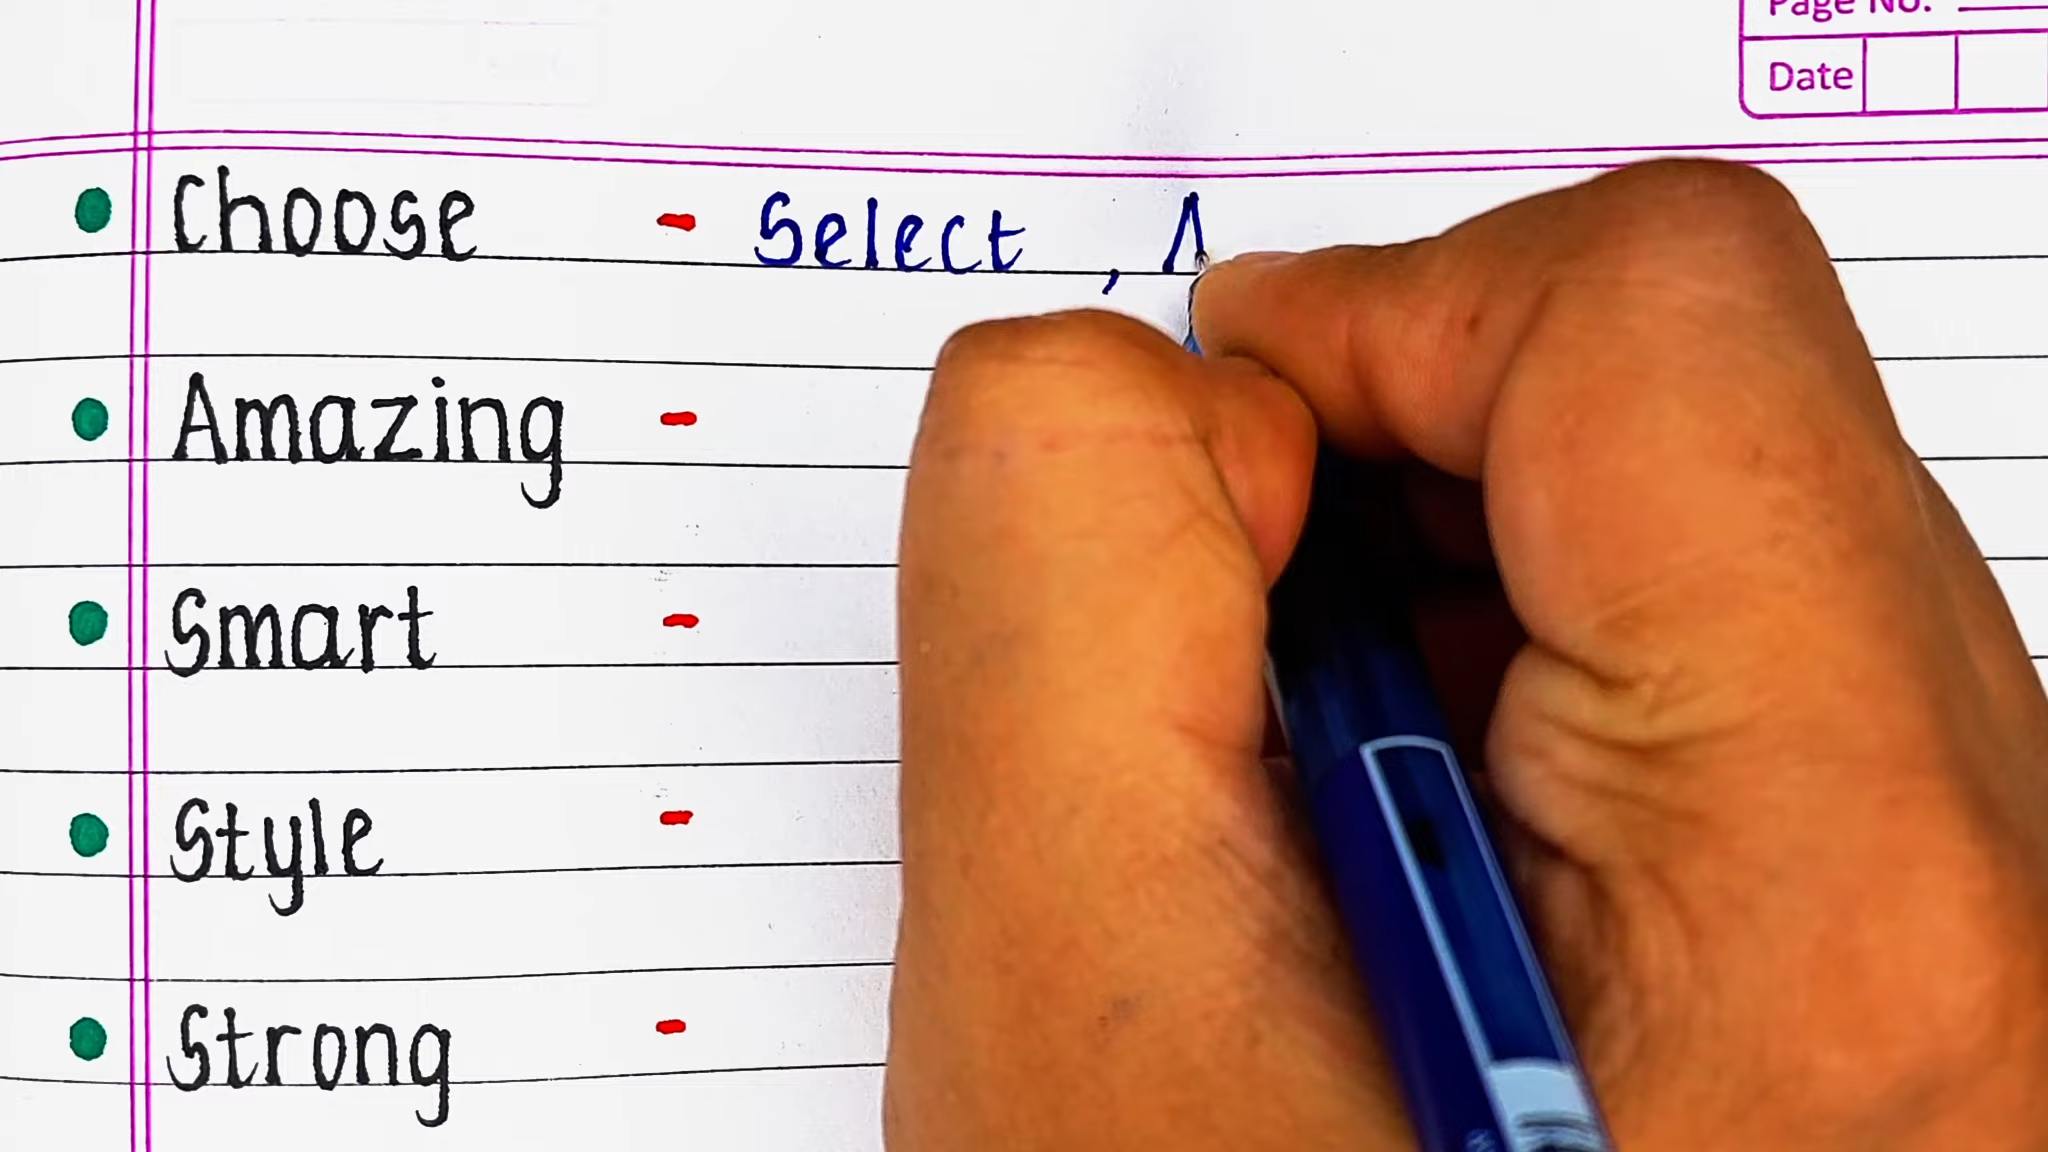 Page No.
Date
Choose - Select ,
Amazing -
Smart -
Style -
Strong -